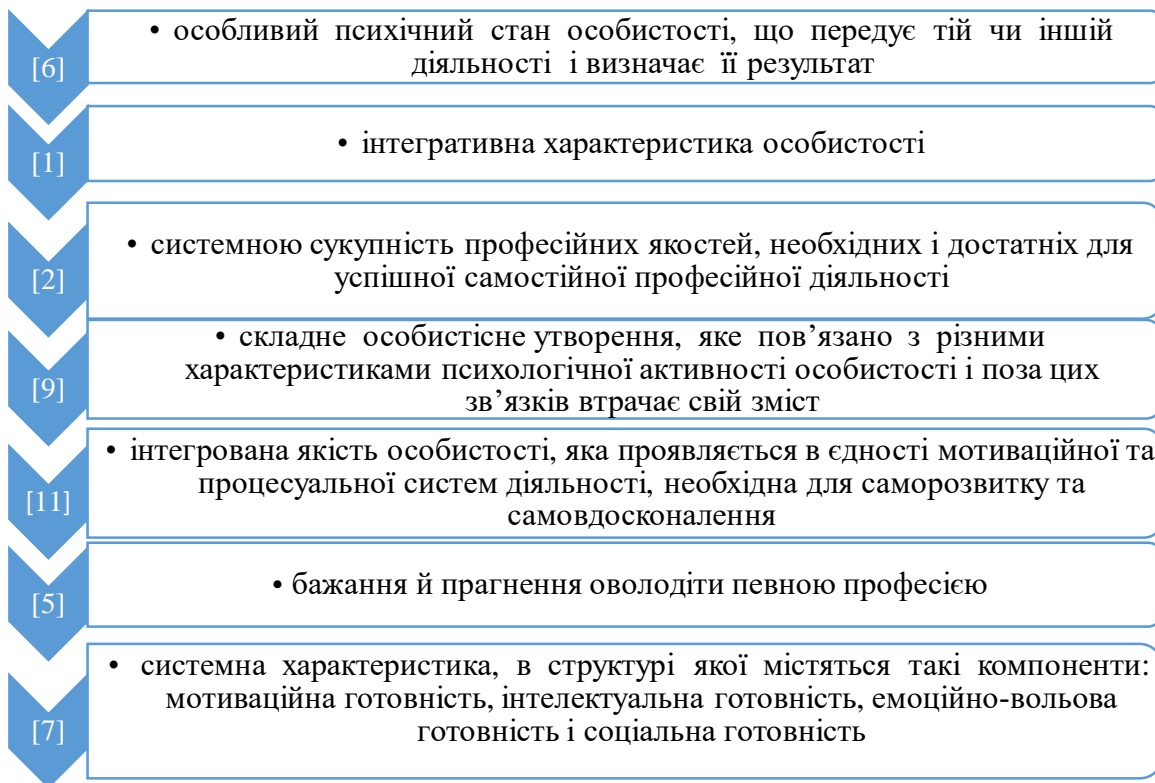 [6]
• особливий психічний стан особистості, що передує тій чи іншій
діяльності і визначає її результат
[1]
• інтегративна характеристика особистості
[2]
• системною сукупність професійних якостей, необхідних і достатніх для
успішної самостійної професійної діяльності
[9]
• складне особистісне утворення, яке пов’язано з різними
характеристиками психологічної активності особистості і поза цих
зв’язків втрачає свій зміст
[11]
• інтегрована якість особистості, яка проявляється в єдності мотиваційної та
процесуальної систем діяльності, необхідна для саморозвитку та
самовдосконалення
[5]
• бажання й прагнення оволодіти певною професією
[7]
• системна характеристика, в структурі якої містяться такі компоненти:
мотиваційна готовність, інтелектуальна готовність, емоційно-вольова
готовність і соціальна готовність